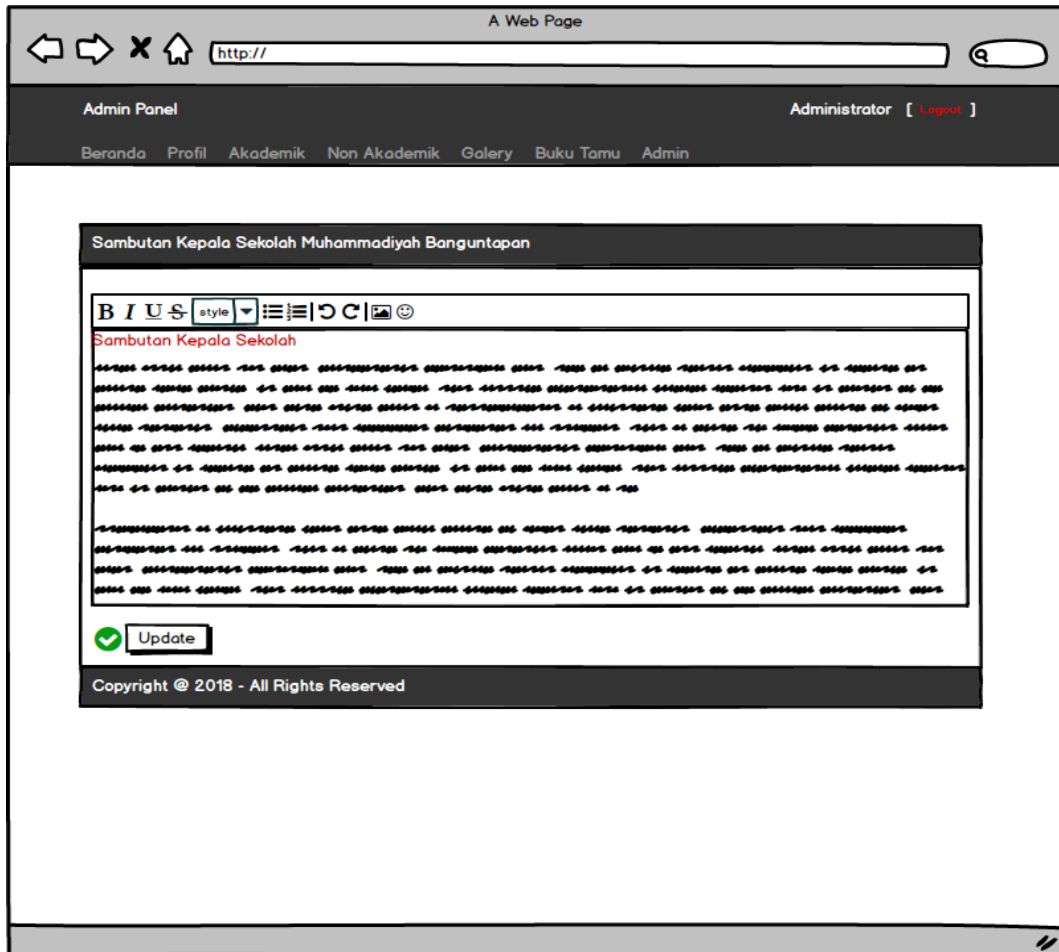 A Web Page
http://
Admin Panel
Administrator [ Logout ]
Beranda Profil Akademik Non Akademik Galery Buku Tamu Admin
Sambutan Kepala Sekolah Muhammadiyah Banguntapan
B I U S style
Sambutan Kepala Sekolah
Update
Copyright @ 2018 - All Rights Reserved